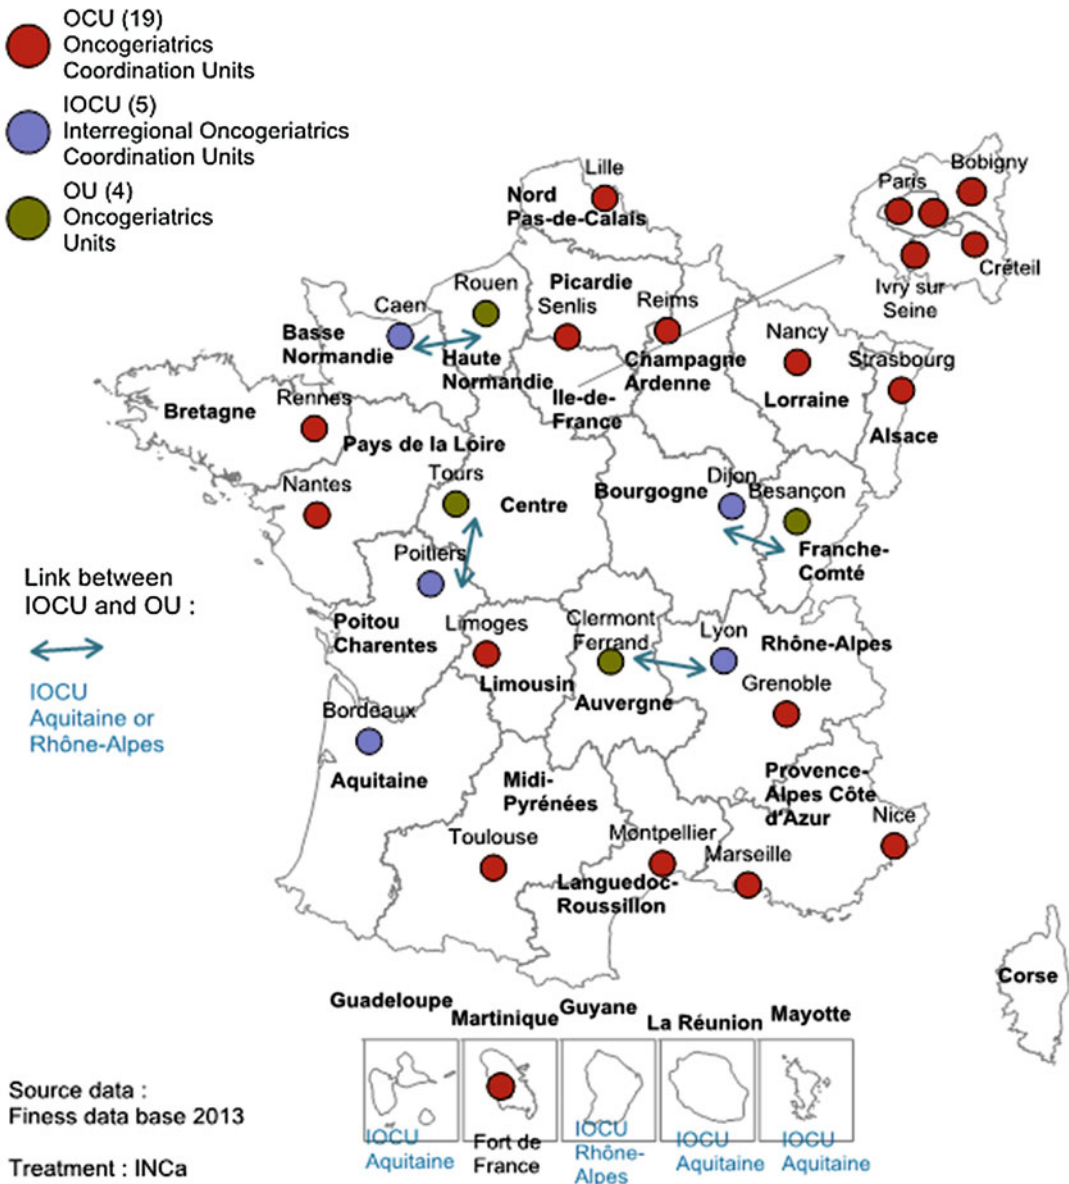 OCU (19)
Oncogeriatrics
Coordination Units
IOCU (5)
Interregional Oncogeriatrics
Coordination Units
OU (4)
Oncogeriatrics
Units
Lille
Nord
Pas-de-Calais
Bobigny
Paris
Créteil
Ivry sur
Seine
Picardie
Rouen
Senlis
Reims
Caen
Basse
Normandie
Haute
Normandie
Champagne
Ardenne
Nancy
Strasbourg
Ile-de-
France
Lorraine
Alsace
Bretagne
Rennes
Pays de la Loire
Tours
Nantes
Centre
Bourgogne
Dijon
Besançon
Franche-
Comté
Poitiers
Link between
IOCU and OU :
IOCU
Aquitaine or
Rhône-Alpes
Poitou
Charentes
Limoges
Limousin
Clermont
Ferrand
Auvergne
Lyon
Rhône-Alpes
Grenoble
Bordeaux
Aquitaine
Midi-
Pyrénées
Provence-
Alpes Côte
d'Azur
Nice
Toulouse
Montpellier
Marseille
Languedoc-
Roussillon
Corse
Guadeloupe
Martinique
Guyane
La Réunion
Mayotte
IOCU
Aquitaine
Fort de
France
IOCU
Rhône-
Alpes
IOCU
Aquitaine
IOCU
Aquitaine
Source data :
Finess data base 2013
Treatment : INCa